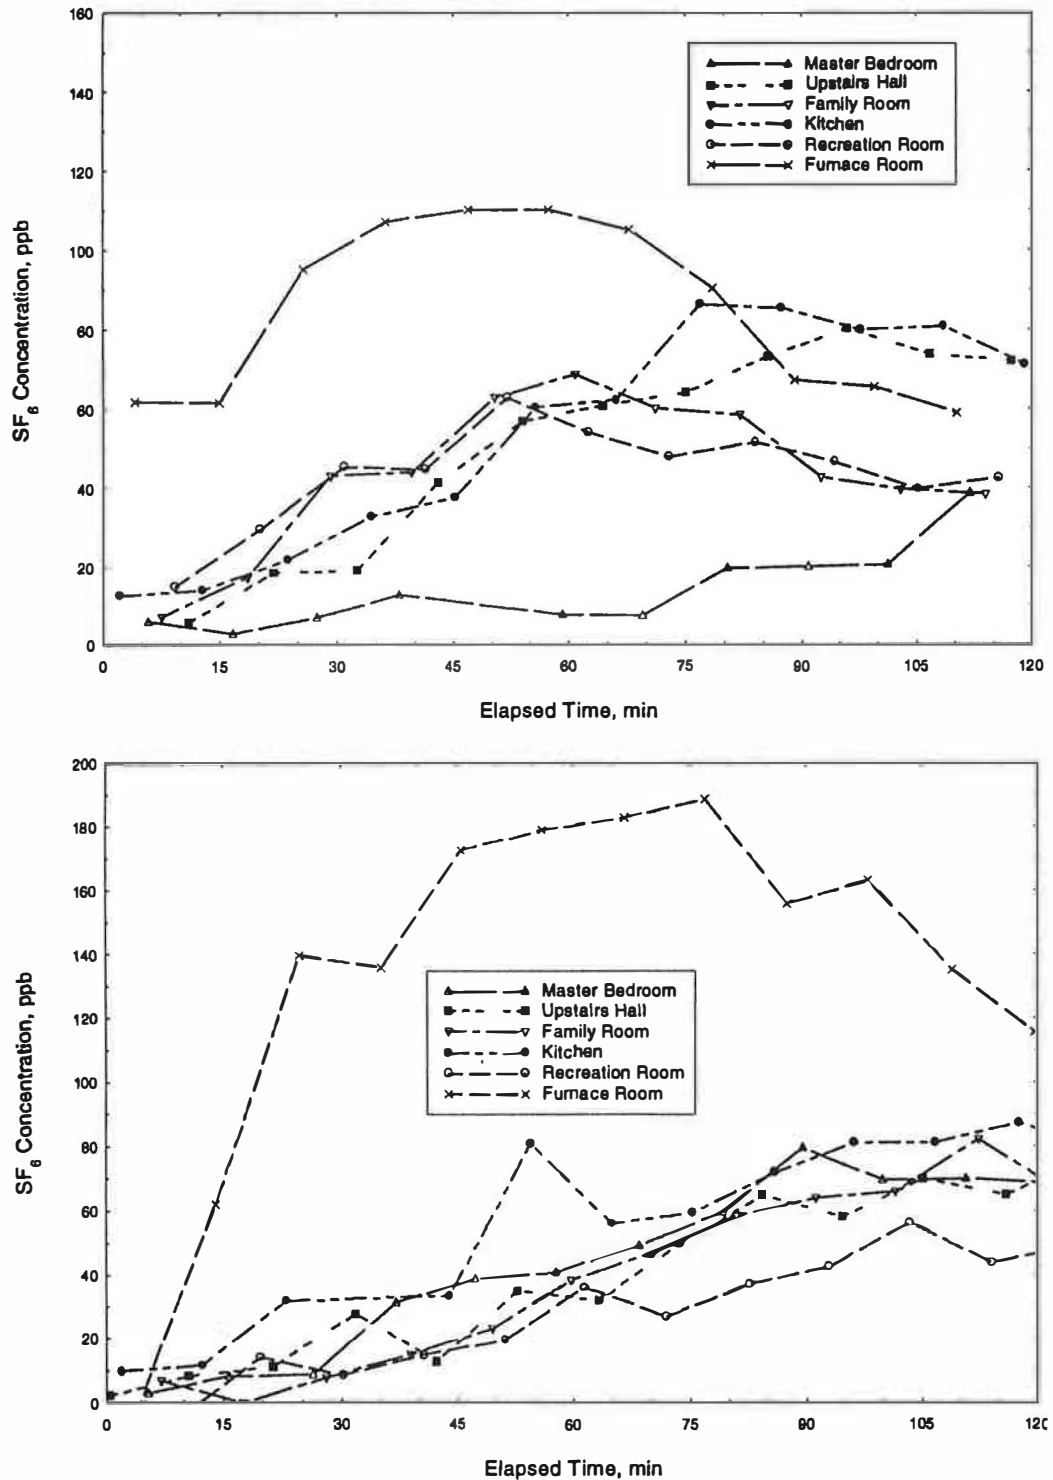 160
140
120
110
100
80
60
40
20
0
SF6 Concentration, ppb
Master Bedroom
Upstairs Hall
Family Room
Kitchen
Recreation Room
Furnace Room
0 15 30 45 60 75 90 105 120
Elapsed Time, min
200
180
160
140
120
100
80
60
40
20
0
SF6 Concentration, ppb
Master Bedroom
Upstairs Hall
Family Room
Kitchen
Recreation Room
Furnace Room
0 15 30 45 60 75 90 105 120
Elapsed Time, min